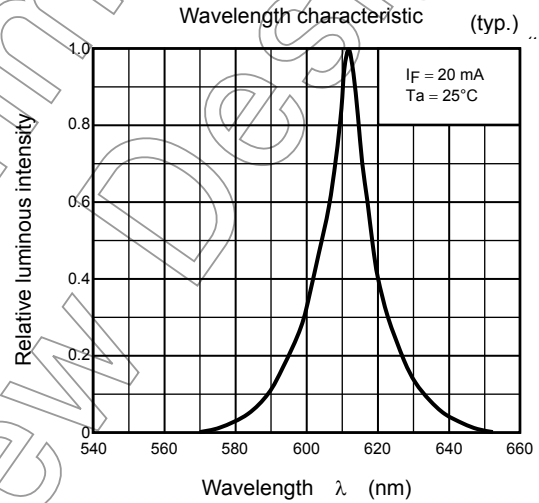 Wavelength characteristic (typ.)
IF = 20 mA
Ta = 25°C
Relative luminous intensity
1.0
0.8
0.6
0.4
0.2
0
540 560 580 600 620 640 660
Wavelength λ (nm)